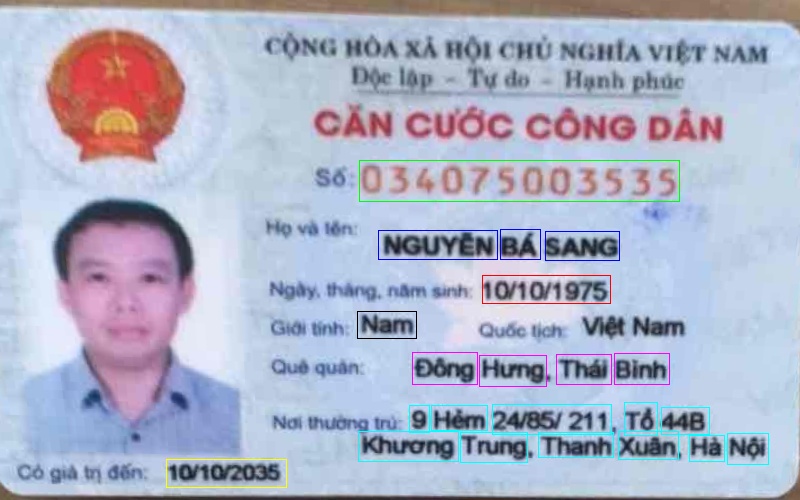 CỘNG HÒA XÃ HỘI CHỦ NGHĨA VIỆT NAM
Độc lập - Tự do - Hạnh phúc
CĂN CƯỚC CÔNG DÂN
Số: 034075003535
Họ và tên: NGUYỄN BÁ SANG
Ngày, tháng, năm sinh: 10/10/1975
Giới tính: Nam Quốc tịch: Việt Nam
Quê quán: Đông Hưng, Thái Bình
Nơi thường trú: 9 Hẻm 24/85/ 211, Tổ 44B
Khương Trung, Thanh Xuân, Hà Nội
Có giá trị đến: 10/10/2035